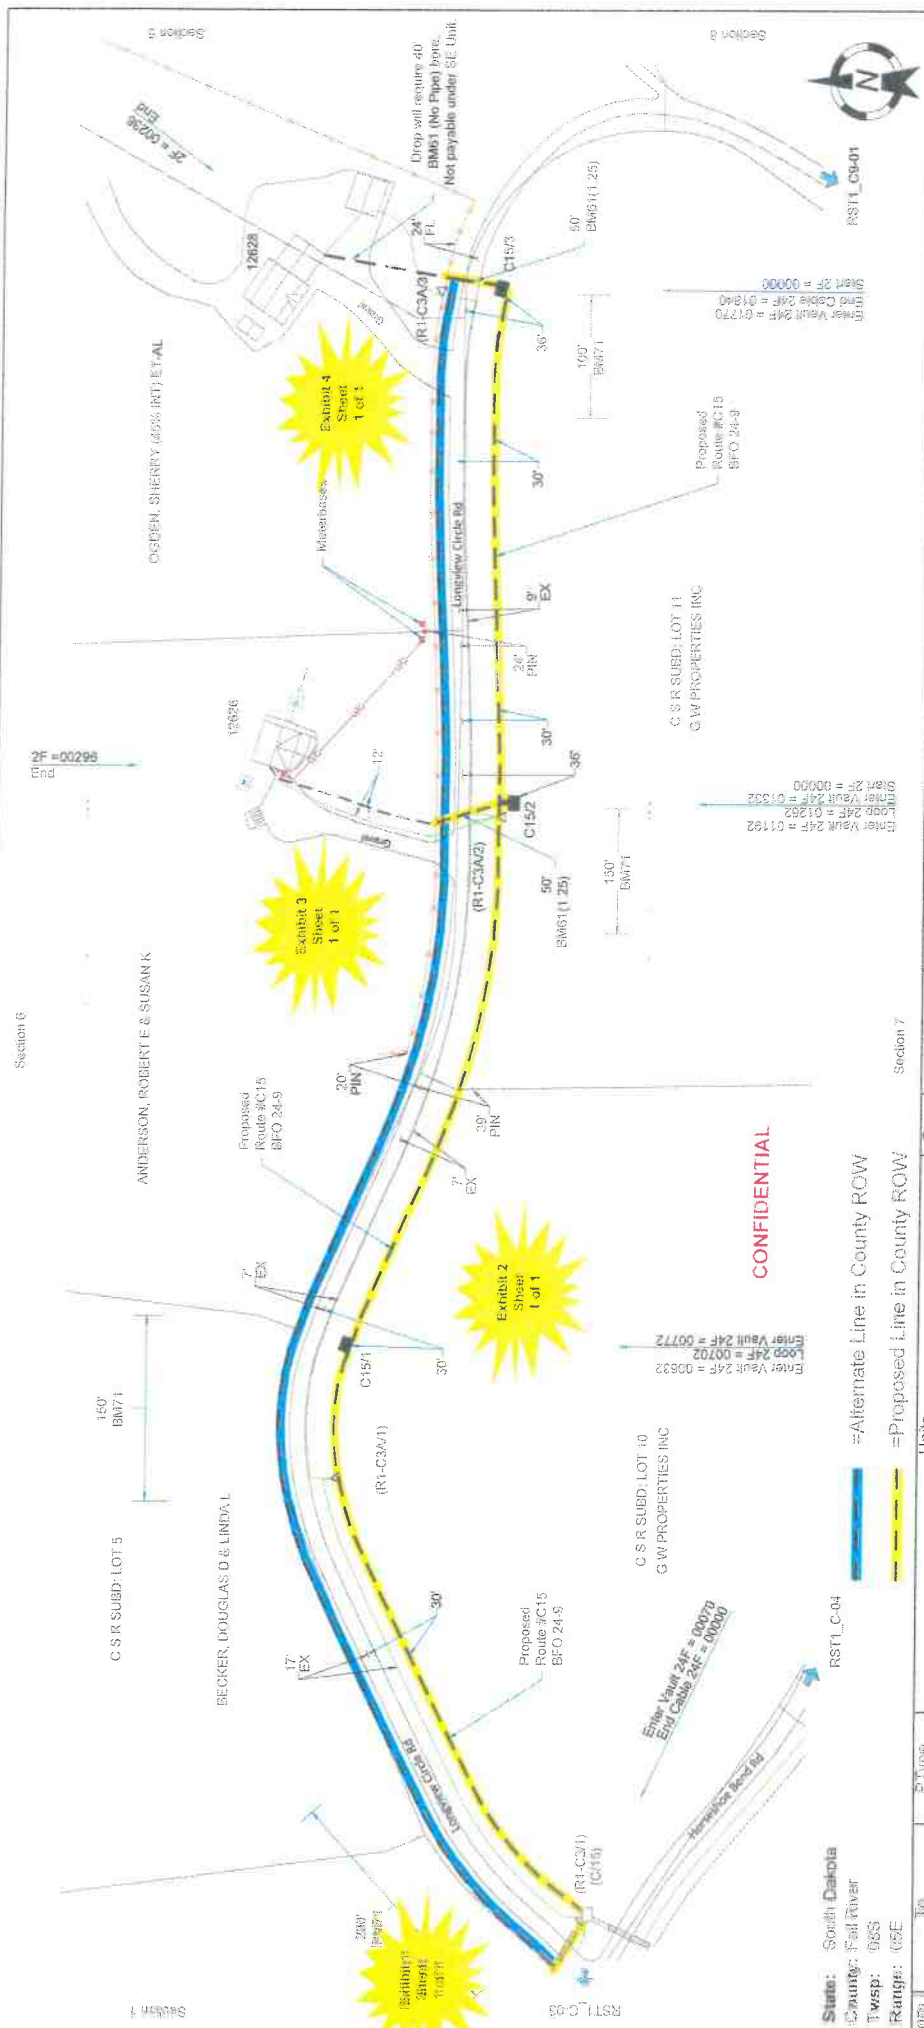 Section 5
Section 8
2F = 00296
End
Drop will require 40'
BM61 (No Pipe) bore.
Not payable under SE Unit.
12628
24'
FL
Gravel
(R1-C3A/3)
50'
BM61(1.25)
C15/3
RST1_C9-01
N
Enter Vault 24F = 01770
End Cable 24F = 01840
Start 2F = 00000
36'
100'
BM71
30'
Proposed
Route #C15
BFO 24-9
Exhibit 4
Sheet
1 of 1
OGDEN, SHERRY (45% INT) ET-AL
Meterbases
Longview Circle Rd
9'
EX
24'
PIN
C S R SUBD: LOT 11
G W PROPERTIES INC
12626
12'
30'
36'
2F =00296
End
Gravel
(R1-C3A/2)
C15/2
50'
BM61(1.25)
150'
BM71
Enter Vault 24F = 01192
Loop 24F = 01262
Enter Vault 24F = 01332
Start 2F = 00000
Exhibit 3
Sheet
1 of 1
Section 6
ANDERSON, ROBERT E & SUSAN K
20'
PIN
39'
PIN
7'
EX
Section 7
Proposed
Route #C15
BFO 24-9
7'
EX
Exhibit 2
Sheet
1 of 1
CONFIDENTIAL
C15/1
30'
Enter Vault 24F = 00632
Loop 24F = 00702
Enter Vault 24F = 00772
150'
BM71
(R1-C3A/1)
C S R SUBD: LOT 5
BECKER, DOUGLAS D & LINDA L
C S R SUBD: LOT 10
G W PROPERTIES INC
=Alternate Line in County ROW
=Proposed Line in County ROW
17'
EX
30'
Proposed
Route #C15
BFO 24-9
Longview Circle Rd
Enter Vault 24F = 00070
End Cable 24F = 00000
RST1_C-04
Horseshoe Bend Rd
(R1-C3/1)
(C/15)
Sheet
RST1_C-05
Section 1
State: South Dakota
County: Fall River
Twsp: 08S
Range: 05E